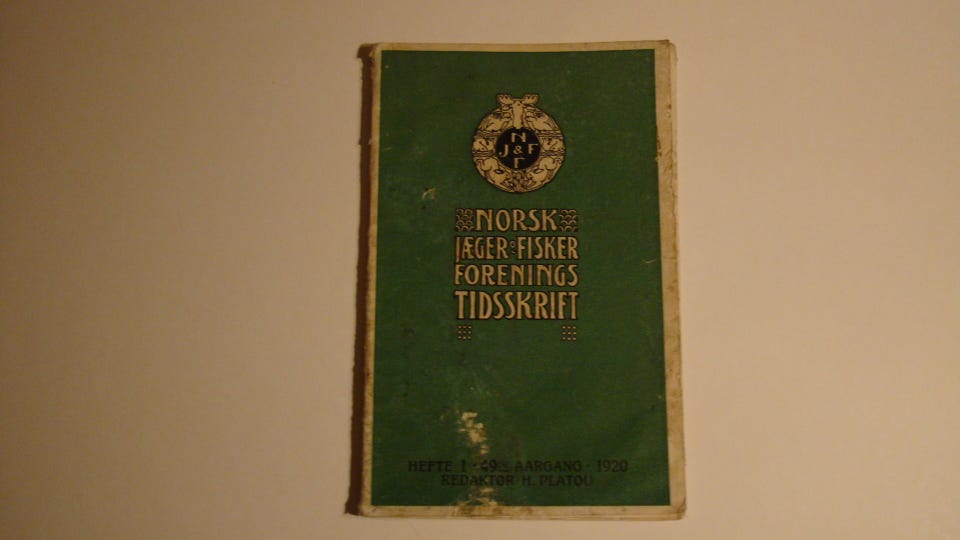 N
J & F
F
NORSK
JÆGER O FISKER
FORENINGS
TIDSSKRIFT
HEFTE 1 · 49DE AARGANG · 1920
REDAKTØR H. PLATOU